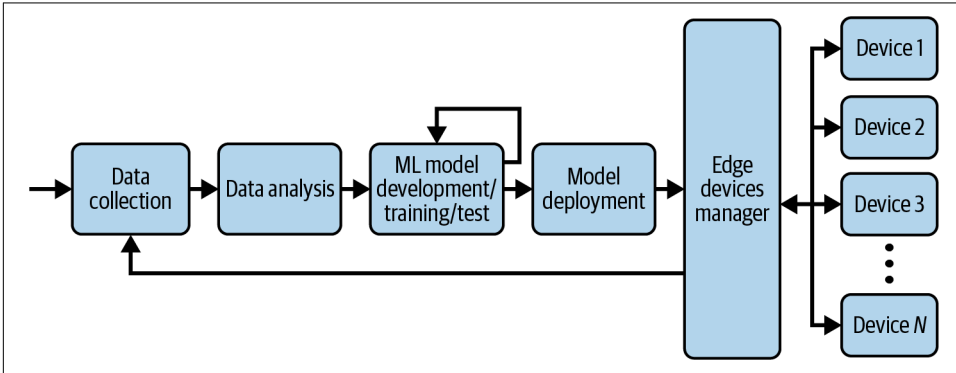 Data
collection
Data analysis
ML model
development/
training/test
Model
deployment
Edge
devices
manager
Device 1
Device 2
Device 3
Device N